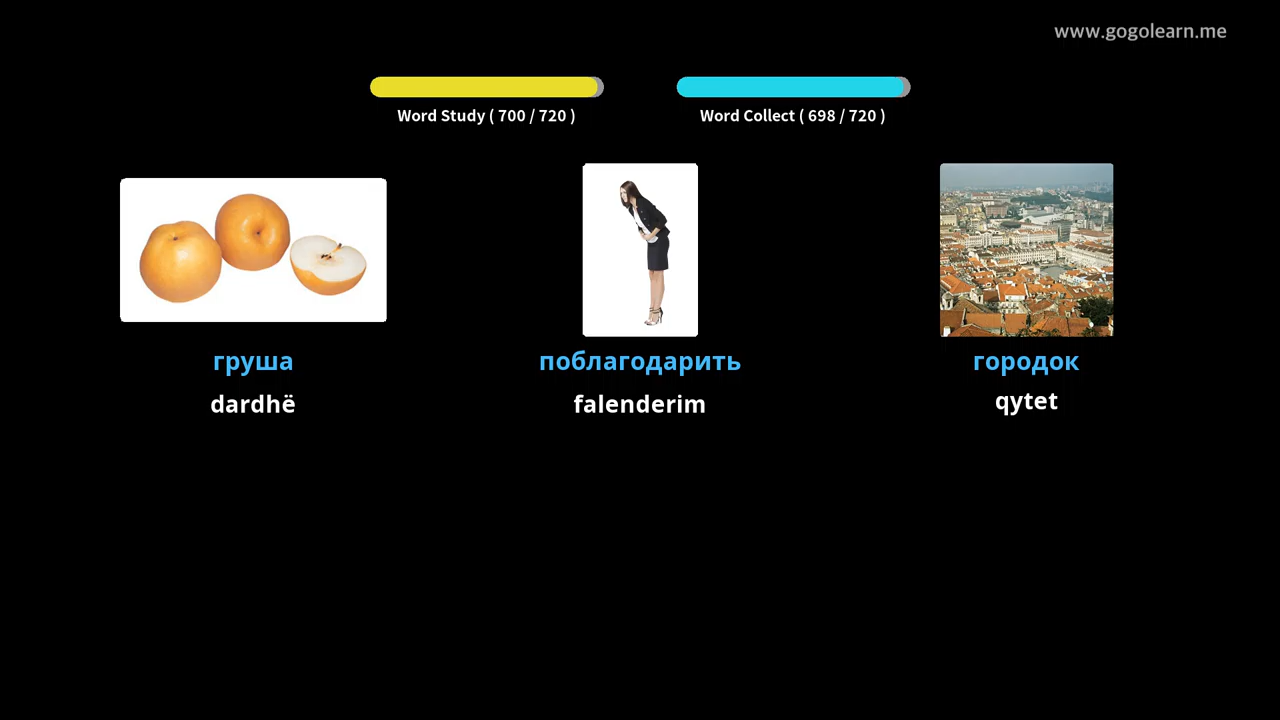 www.gogolearn.me
Word Study ( 700 / 720 )
Word Collect ( 698 / 720 )
груша
поблагодарить
городок
dardhë
falenderim
qytet